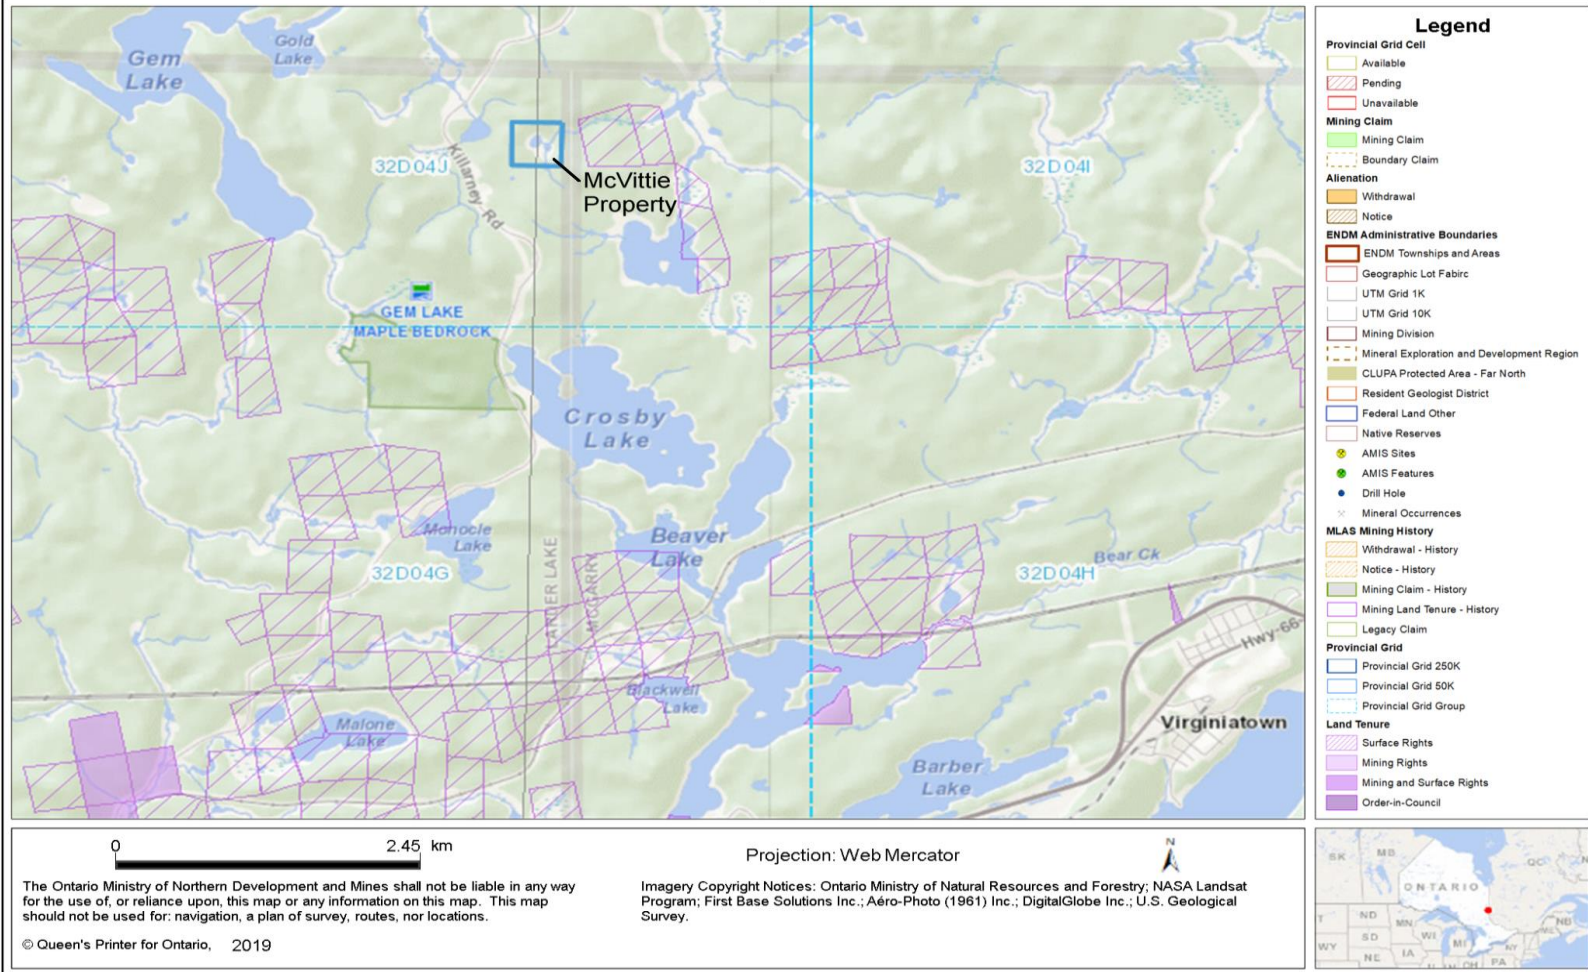 Gem
Lake
Gold
Lake
32D04J
Killarney Rd
McVittie
Property
32D04I
GEM LAKE
MAPLE BEDROCK
Crosby
Lake
Monocle
Lake
32D04G
Beaver
Lake
LARDER LAKE
MCGARRY
32D04H
Bear Ck
Hwy-66
Blackwell
Lake
Malone
Lake
Virginiatown
Barber
Lake
Legend
Provincial Grid Cell
Available
Pending
Unavailable
Mining Claim
Mining Claim
Boundary Claim
Alienation
Withdrawal
Notice
ENDM Administrative Boundaries
ENDM Townships and Areas
Geographic Lot Fabirc
UTM Grid 1K
UTM Grid 10K
Mining Division
Mineral Exploration and Development Region
CLUPA Protected Area - Far North
Resident Geologist District
Federal Land Other
Native Reserves
AMIS Sites
AMIS Features
Drill Hole
Mineral Occurrences
MLAS Mining History
Withdrawal - History
Notice - History
Mining Claim - History
Mining Land Tenure - History
Legacy Claim
Provincial Grid
Provincial Grid 250K
Provincial Grid 50K
Provincial Grid Group
Land Tenure
Surface Rights
Mining Rights
Mining and Surface Rights
Order-in-Council
0 2.45 km
The Ontario Ministry of Northern Development and Mines shall not be liable in any way
for the use of, or reliance upon, this map or any information on this map. This map
should not be used for: navigation, a plan of survey, routes, nor locations.
© Queen's Printer for Ontario, 2019
Projection: Web Mercator
N
Imagery Copyright Notices: Ontario Ministry of Natural Resources and Forestry; NASA Landsat
Program; First Base Solutions Inc.; Aéro-Photo (1961) Inc.; DigitalGlobe Inc.; U.S. Geological
Survey.
SK
MB
ONTARIO
QC
ND
MN
SD
WI
MI
WY
NE
IA
NY
PA
NB